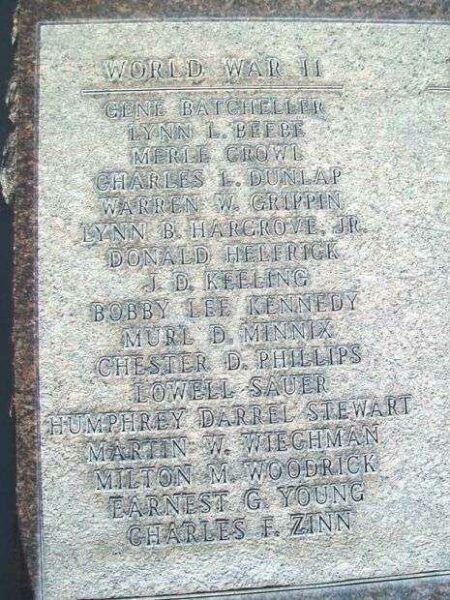 WORLD WAR II
GENE BATCHELLER
LYNN L. BEEBE
MERLE CROWL
CHARLES L. DUNLAP
WARREN W. GRIPPIN
LYNN B. HARGROVE, JR.
DONALD HELFRICK
J. D. KEELING
BOBBY LEE KENNEDY
MURL D. MINNIX
CHESTER D. PHILLIPS
LOWELL SAUER
HUMPHREY DARREL STEWART
MARTIN W. WIECHMAN
MILTON M. WOODRICK
EARNEST G. YOUNG
CHARLES F. ZINN